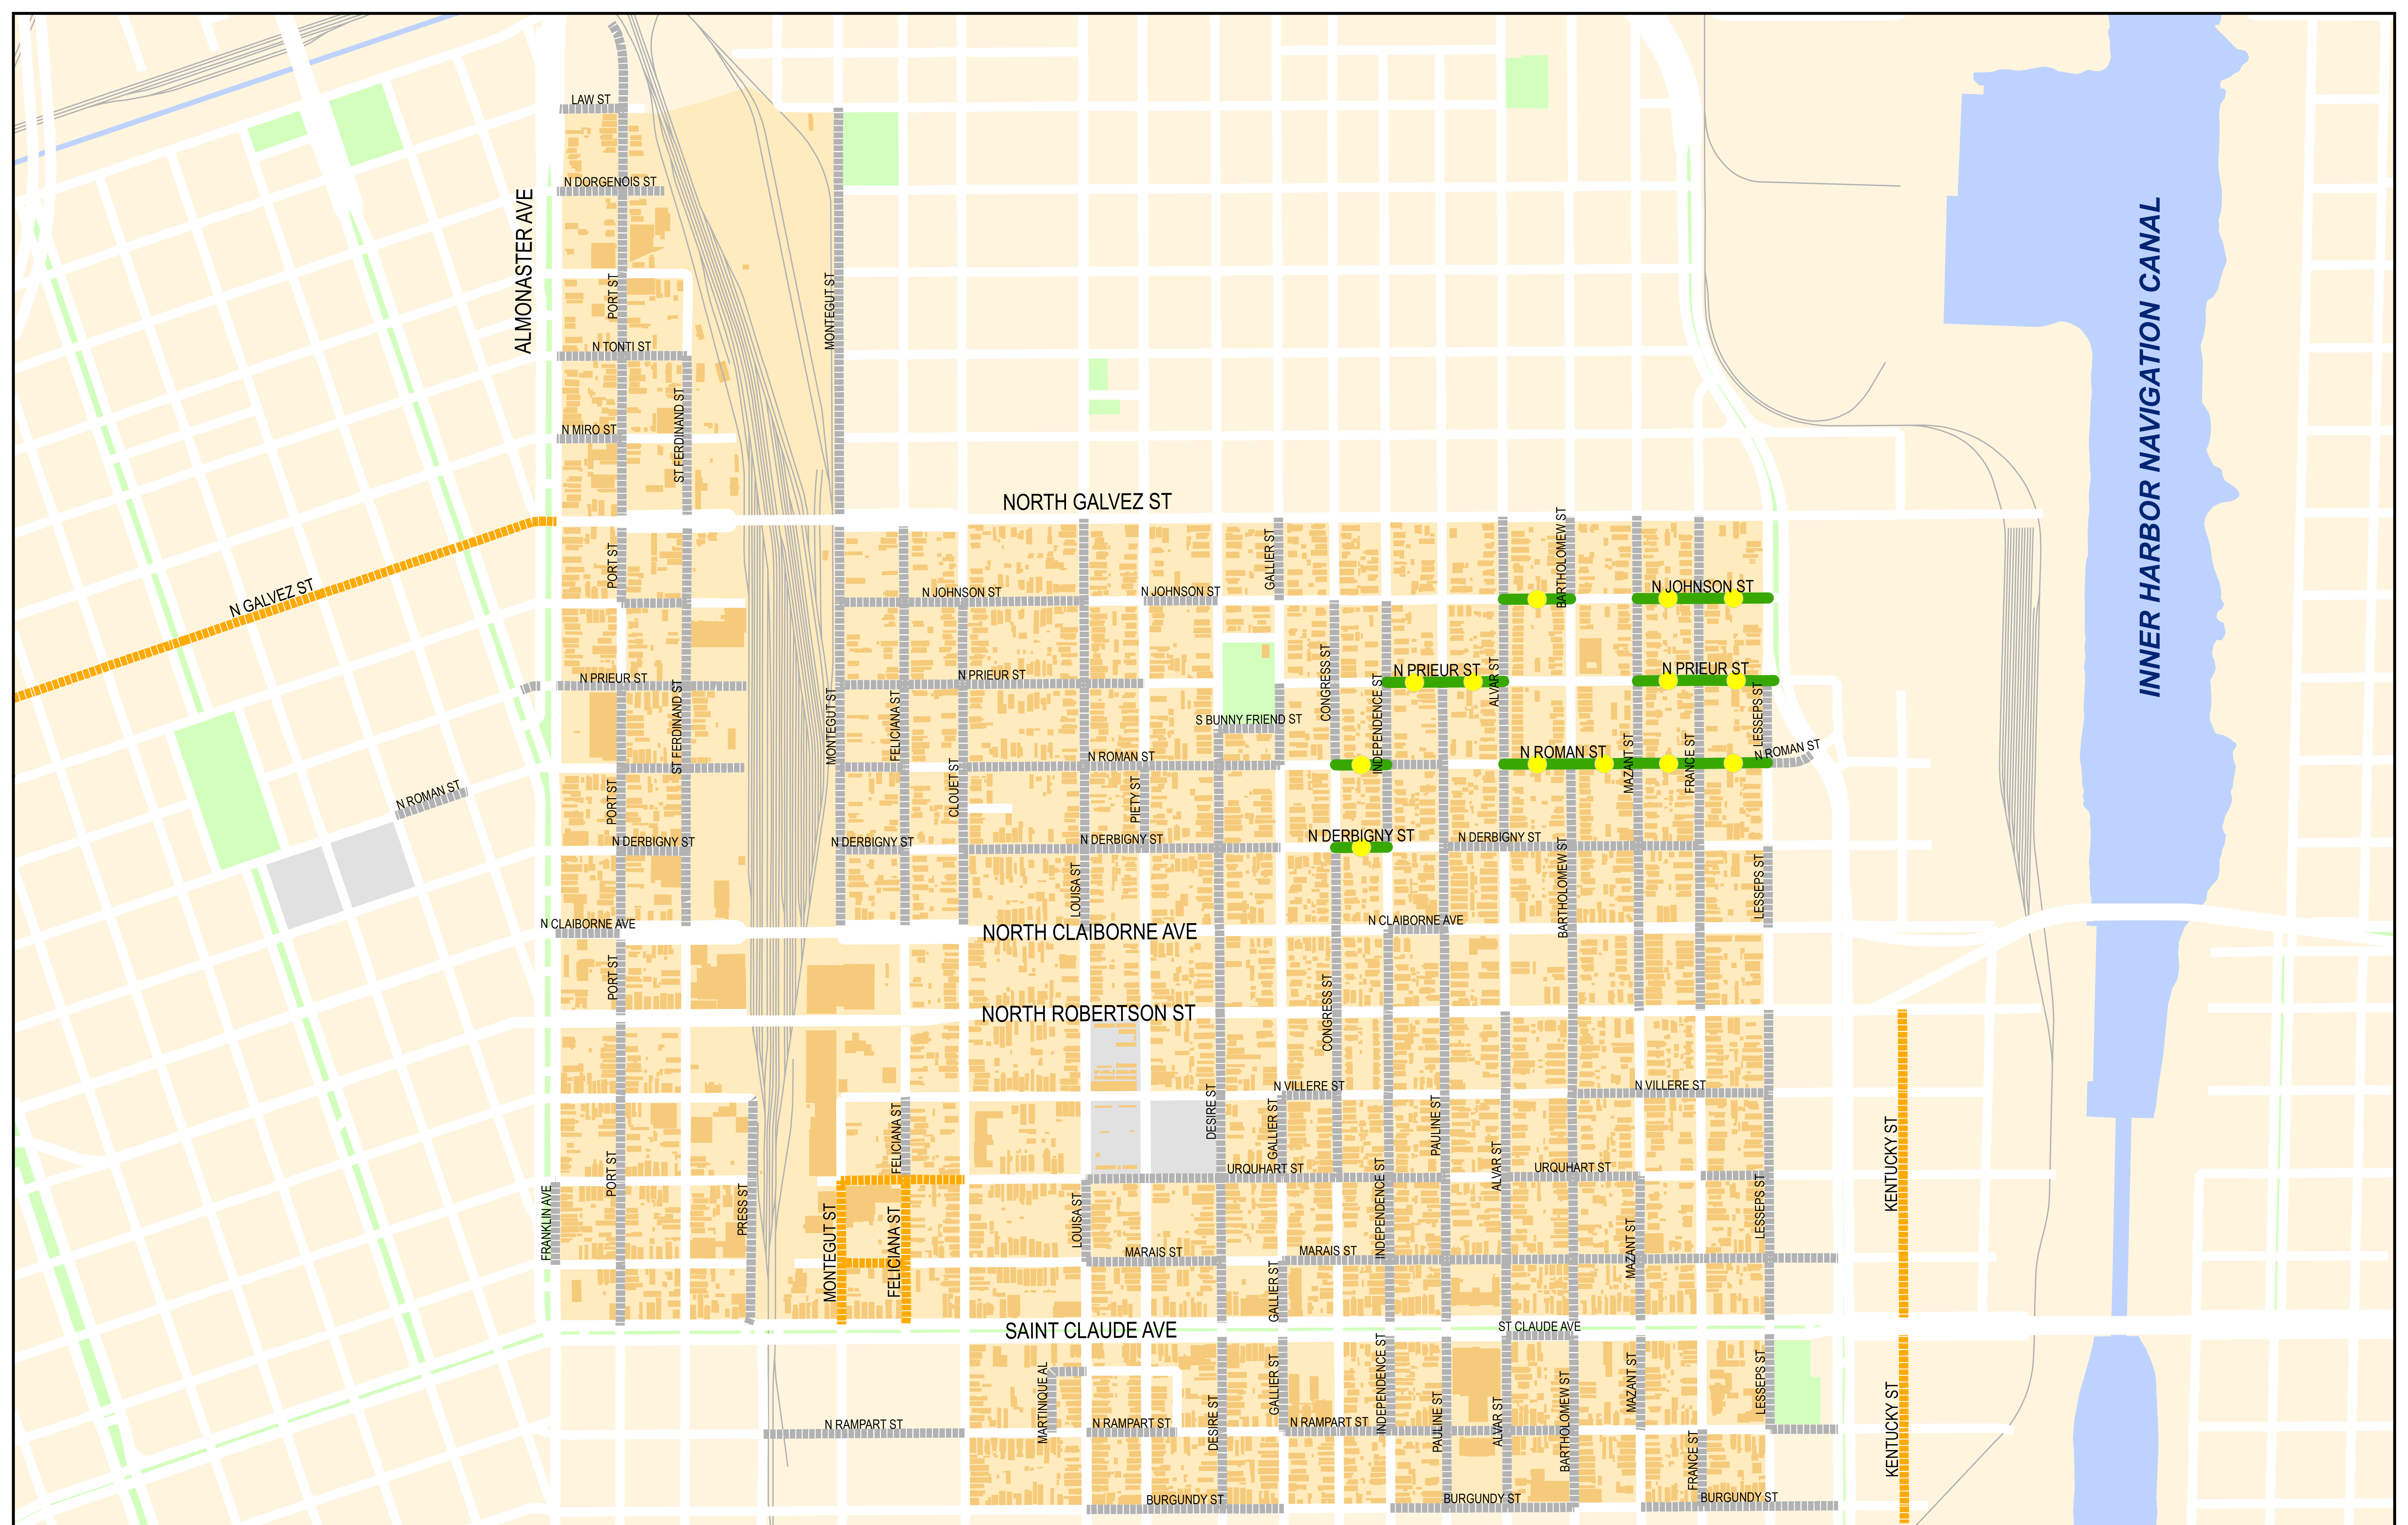 LAW ST
N DORGENOIS ST
ALMONASTER AVE
PORT ST
MONTEGUT ST
INNER HARBOR NAVIGATION CANAL
N TONTI ST
ST FERDINAND ST
N MIRO ST
NORTH GALVEZ ST
BARTHOLOMEW ST
GALLIER ST
PORT ST
N GALVEZ ST
N JOHNSON ST
N JOHNSON ST
N JOHNSON ST
N PRIEUR ST
N PRIEUR ST
N PRIEUR ST
N PRIEUR ST
CONGRESS ST
ALVAR ST
ST FERDINAND ST
MONTEGUT ST
FELICIANA ST
INDEPENDENCE ST
LESSEPS ST
S BUNNY FRIEND ST
N ROMAN ST
N ROMAN ST
N ROMAN ST
MAZANT ST
FRANCE ST
N ROMAN ST
PORT ST
CLOUET ST
PIETY ST
N DERBIGNY ST
N DERBIGNY ST
N DERBIGNY ST
N DERBIGNY ST
N DERBIGNY ST
LOUISA ST
BARTHOLOMEW ST
LESSEPS ST
N CLAIBORNE AVE
NORTH CLAIBORNE AVE
N CLAIBORNE AVE
PORT ST
NORTH ROBERTSON ST
CONGRESS ST
N VILLERE ST
N VILLERE ST
DESIRE ST
GALLIER ST
PAULINE ST
FELICIANA ST
KENTUCKY ST
PORT ST
URQUHART ST
URQUHART ST
ALVAR ST
FRANKLIN AVE
PRESS ST
MONTEGUT ST
FELICIANA ST
LOUISA ST
INDEPENDENCE ST
MAZANT ST
LESSEPS ST
MARAIS ST
MARAIS ST
GALLIER ST
SAINT CLAUDE AVE
ST CLAUDE AVE
MARTINIQUE AL
GALLIER ST
INDEPENDENCE ST
MAZANT ST
LESSEPS ST
N RAMPART ST
N RAMPART ST
N RAMPART ST
DESIRE ST
PAULINE ST
ALVAR ST
BARTHOLOMEW ST
FRANCE ST
KENTUCKY ST
BURGUNDY ST
BURGUNDY ST
BURGUNDY ST